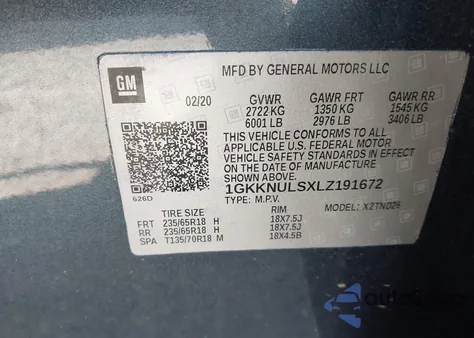 GM
MFD BY GENERAL MOTORS LLC
02/20 GVWR GAWR FRT GAWR RR
2722 KG 1350 KG 1545 KG
6001 LB 2976 LB 3406 LB
THIS VEHICLE CONFORMS TO ALL
APPLICABLE U.S. FEDERAL MOTOR
VEHICLE SAFETY STANDARDS IN
EFFECT ON THE DATE OF
MANUFACTURE SHOWN ABOVE.
1GKKNULSXLZ191672
626D TYPE: M.P.V. MODEL: X2TND26
TIRE SIZE RIM
FRT 235/65R18 H 18X7.5J
RR 235/65R18 H 18X7.5J
SPA T135/70R18 M 18X4.5B